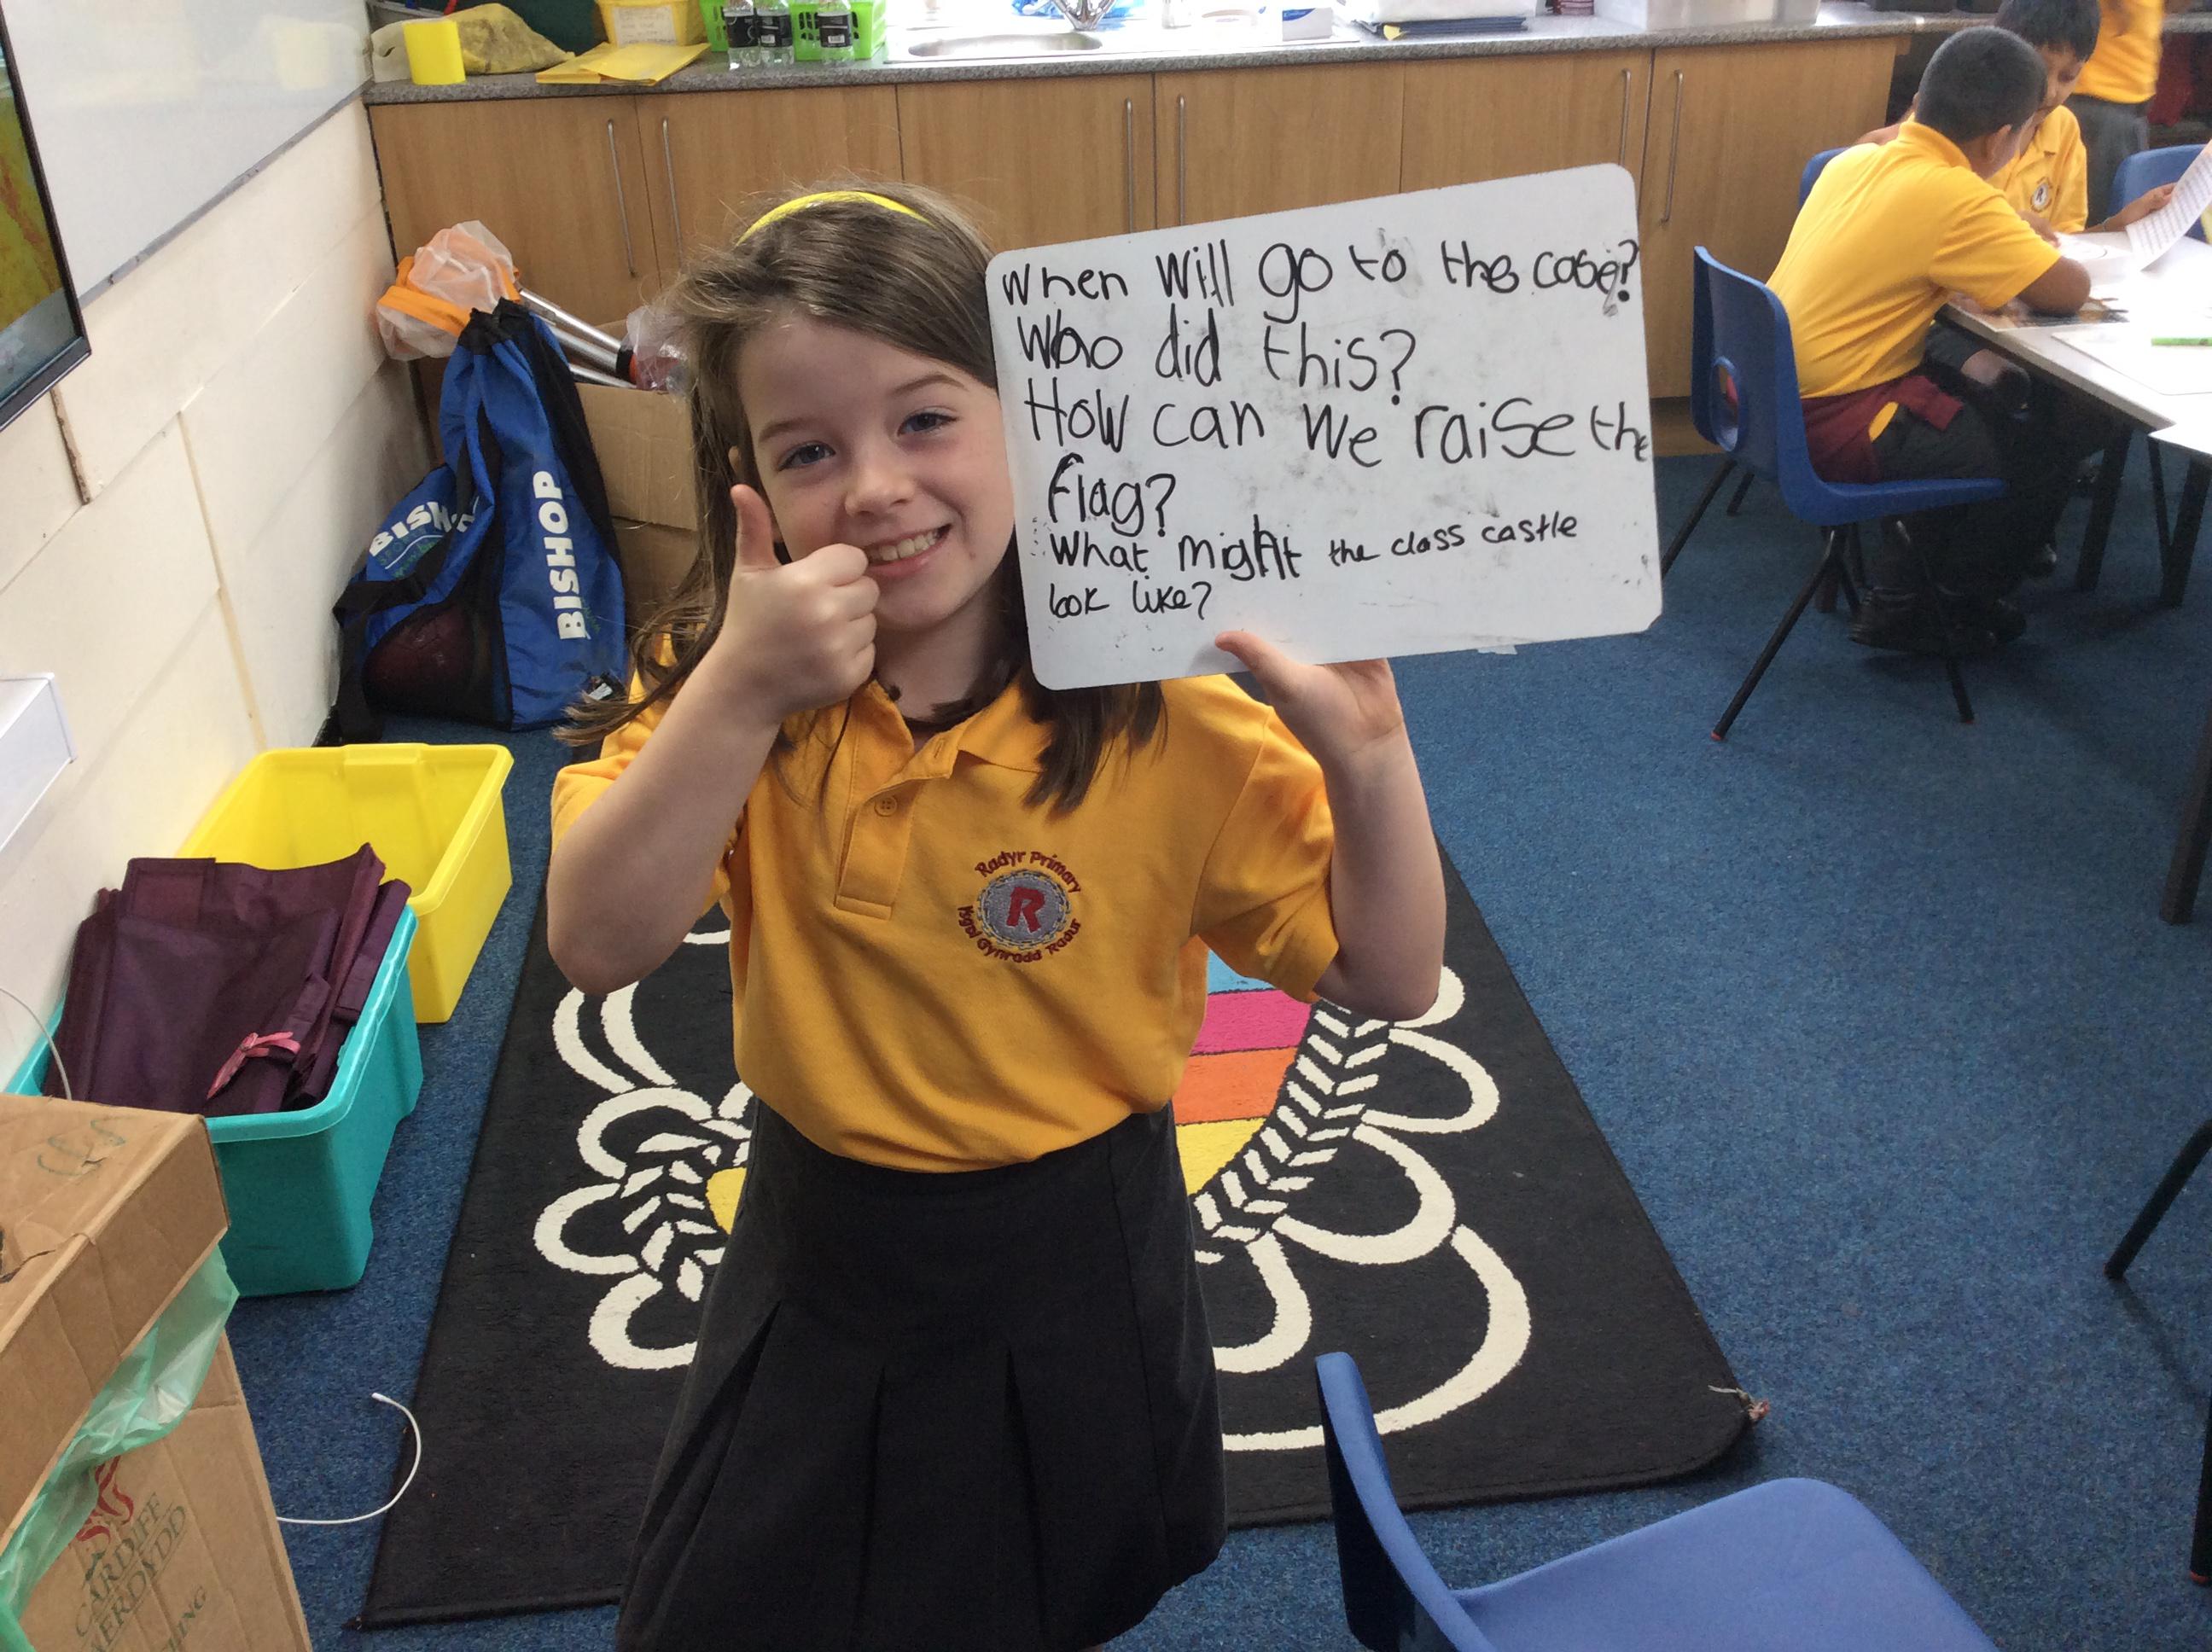 When Will go to the case?
Who did this?
How can We raise the
flag?
What might the class castle
look like?
Radyr Primary
R
Ysgol Gynradd Radur
BISHOP
BISHOP
CARDIFF
CAERDYDD